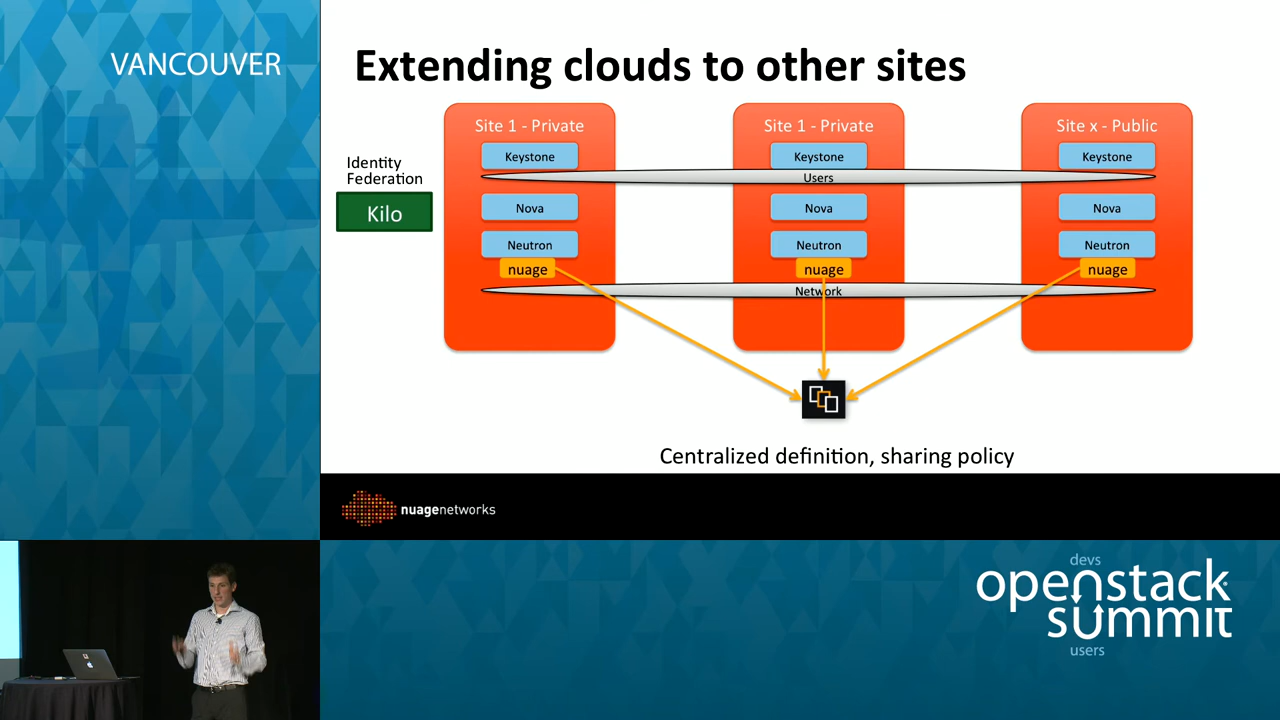 VANCOUVER
Extending clouds to other sites
Site 1 - Private
Site 1 - Private
Site x - Public
Identity
Federation
Kilo
Keystone
Keystone
Keystone
Users
Nova
Nova
Nova
Neutron
Neutron
Neutron
nuage
nuage
nuage
Network
Centralized definition, sharing policy
nuagenetworks
devs
openstack
summit
users